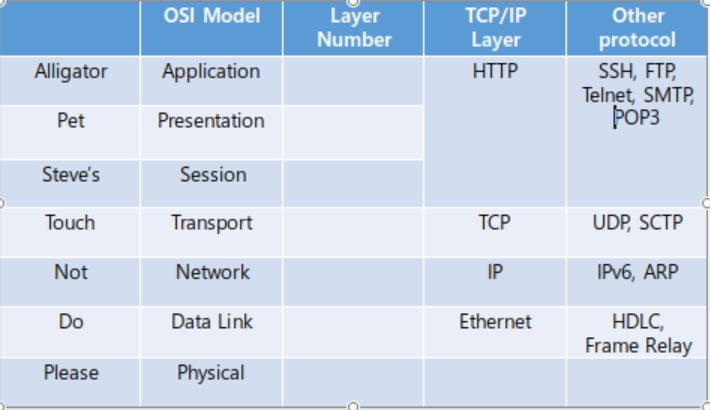 OSI Model
Layer
Number
TCP/IP
Layer
Other
protocol
Alligator
Application
HTTP
SSH, FTP,
Telnet, SMTP,
POP3
Pet
Presentation
Steve's
Session
Touch
Transport
TCP
UDP, SCTP
Not
Network
IP
IPv6, ARP
Do
Data Link
Ethernet
HDLC,
Frame Relay
Please
Physical